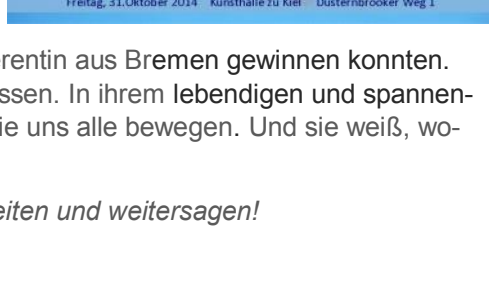 Freitag, 31.Oktober 2014 Kunsthalle zu Kiel Düsternbrooker Weg 1
rentin aus Bremen gewinnen konnten.
ssen. In ihrem lebendigen und spannen-
ie uns alle bewegen. Und sie weiß, wo-
eiten und weitersagen!